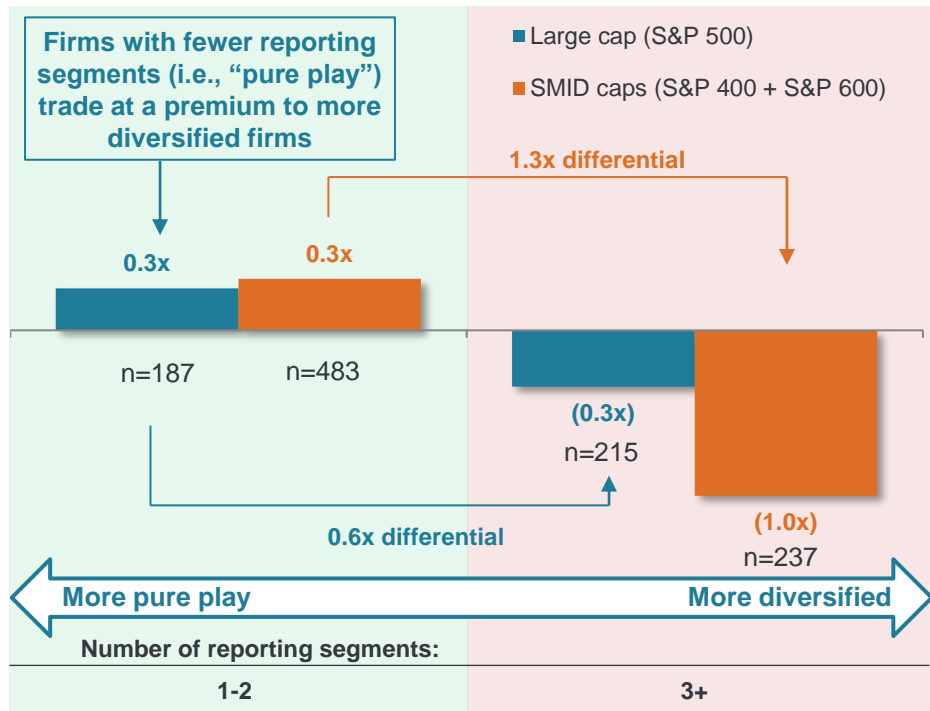 Firms with fewer reporting
segments (i.e., “pure play”)
trade at a premium to more
diversified firms
Large cap (S&P 500)
SMID caps (S&P 400 + S&P 600)
1.3x differential
0.3x
0.3x
n=187
n=483
(0.3x)
n=215
(1.0x)
n=237
0.6x differential
More pure play
More diversified
Number of reporting segments:
1-2
3+